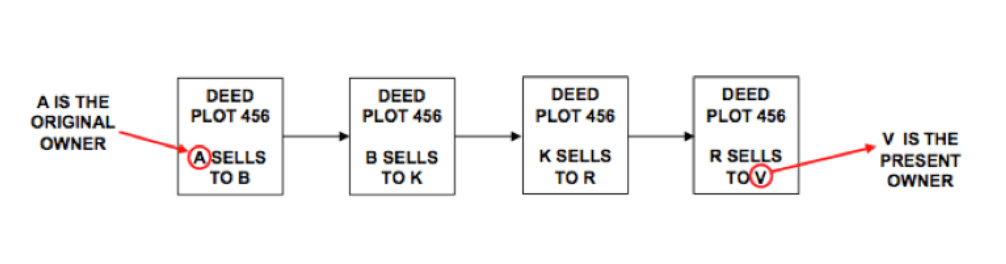 A IS THE
ORIGINAL
OWNER
DEED
PLOT 456
A SELLS
TO B
DEED
PLOT 456
B SELLS
TO K
DEED
PLOT 456
K SELLS
TO R
DEED
PLOT 456
R SELLS
TO V
V IS THE
PRESENT
OWNER